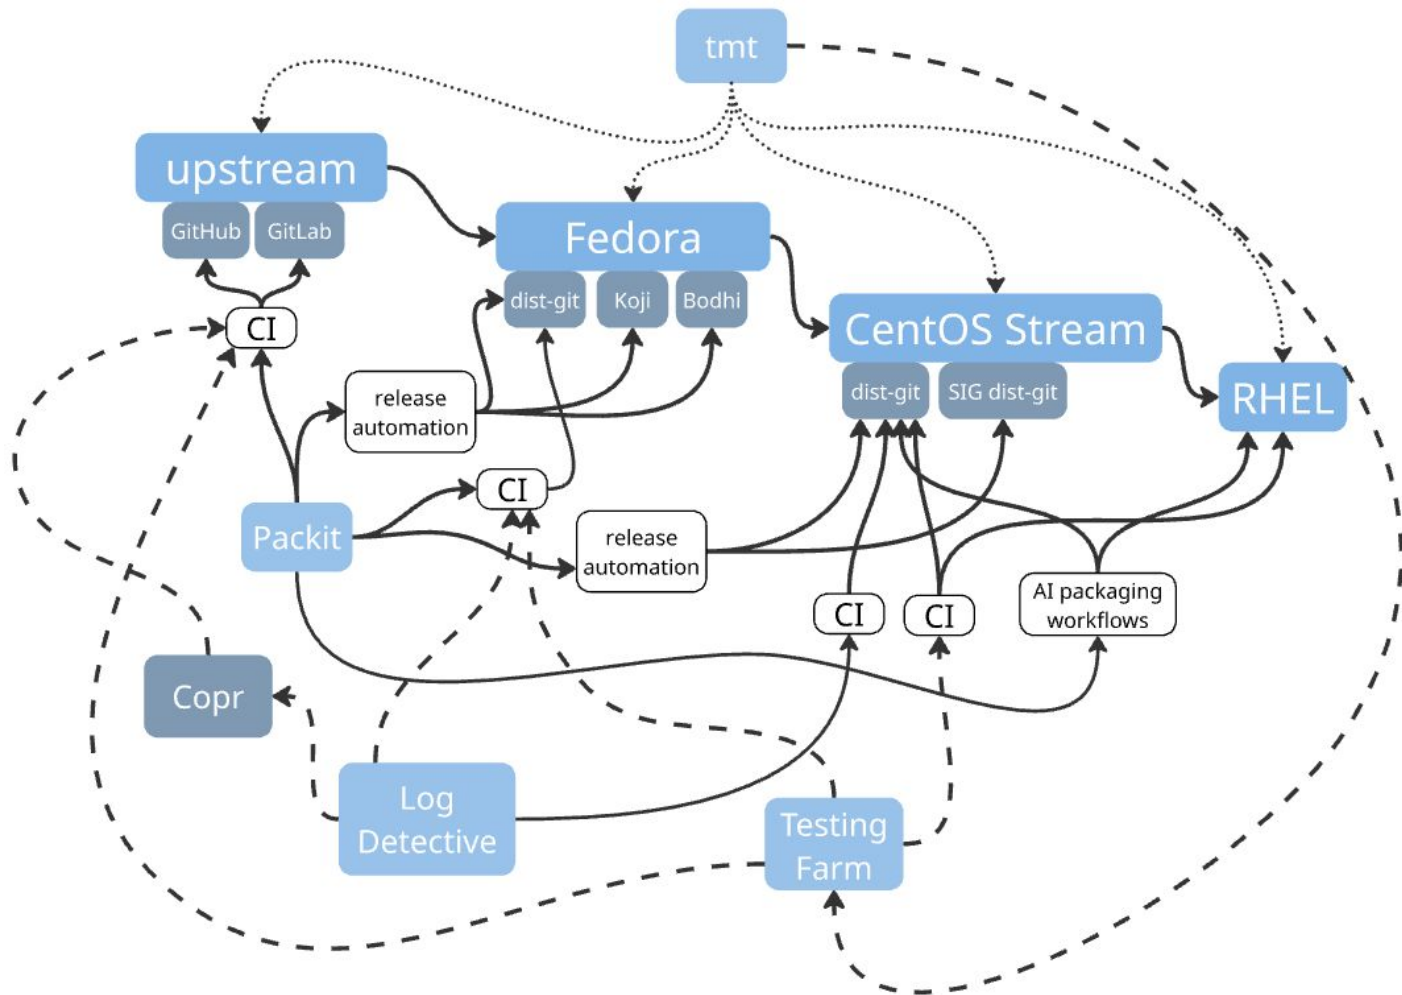 tmt
upstream
GitHub
GitLab
Fedora
dist-git
Koji
Bodhi
CI
CentOS Stream
dist-git
SIG dist-git
RHEL
release
automation
CI
Packit
release
automation
CI
CI
AI packaging
workflows
Copr
Log
Detective
Testing
Farm